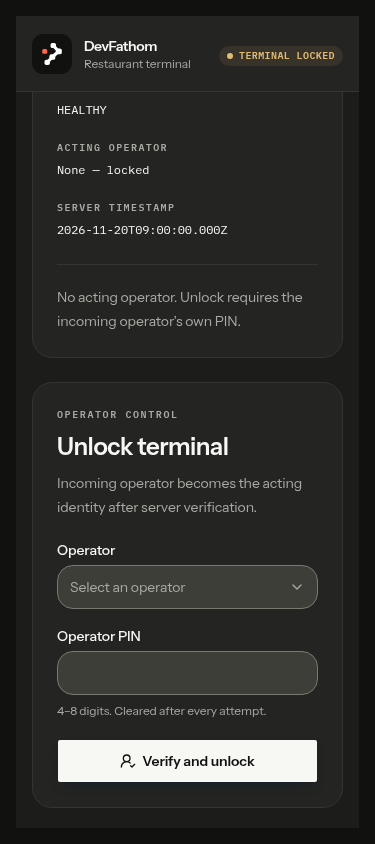 DevFathom
Restaurant terminal
TERMINAL LOCKED
HEALTHY
ACTING OPERATOR
None — locked
SERVER TIMESTAMP
2026-11-20T09:00:00.000Z
No acting operator. Unlock requires the
incoming operator's own PIN.
OPERATOR CONTROL
Unlock terminal
Incoming operator becomes the acting
identity after server verification.
Operator
Select an operator
Operator PIN
4–8 digits. Cleared after every attempt.
Verify and unlock